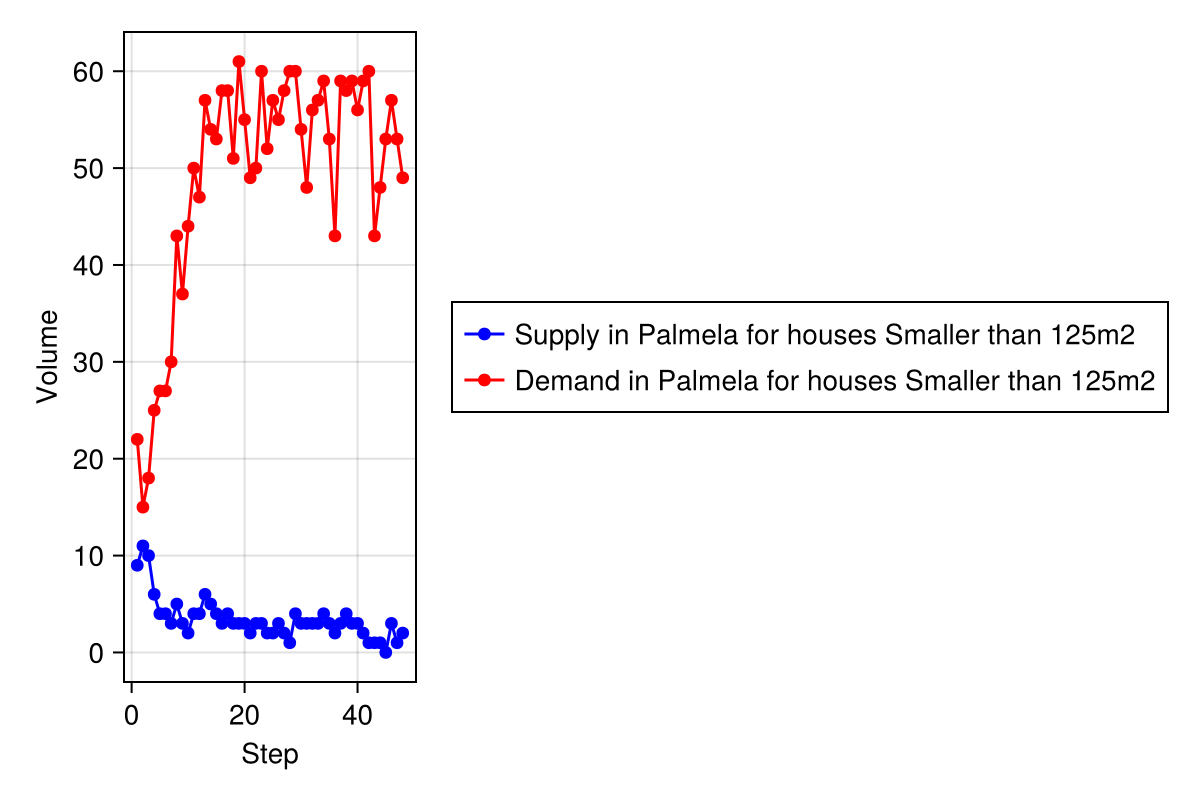 60
50
40
30
20
10
0
Volume
0 20 40
Step
Supply in Palmela for houses Smaller than 125m2
Demand in Palmela for houses Smaller than 125m2